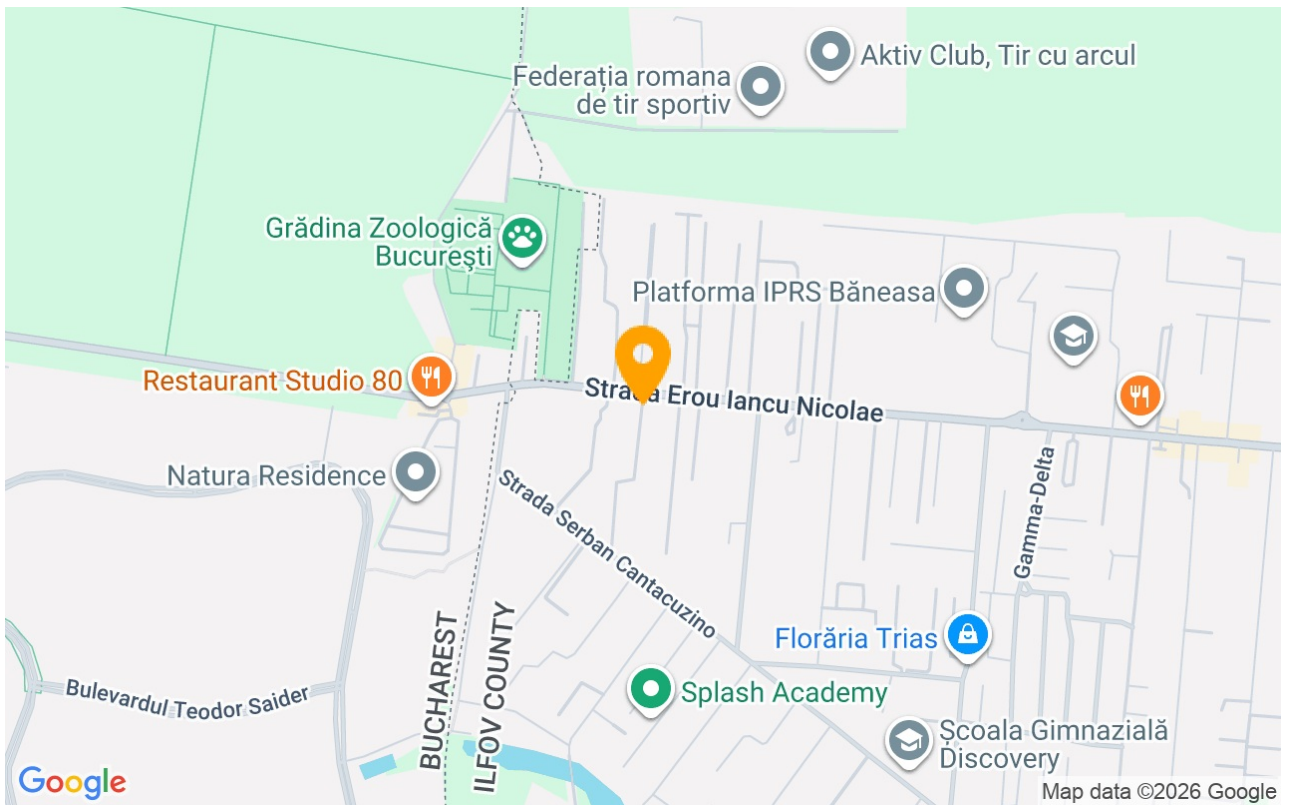 Aktiv Club, Tir cu arcul
Federația romana
de tir sportiv
Grădina Zoologică
Bucureşti
Platforma IPRS Băneasa
Restaurant Studio 80
Strada Erou Iancu Nicolae
Natura Residence
Strada Serban Cantacuzino
Gamma-Delta
BUCHAREST
ILFOV COUNTY
Florăria Trias
Bulevardul Teodor Saider
Splash Academy
Școala Gimnazială
Discovery
Google
Map data ©2026 Google